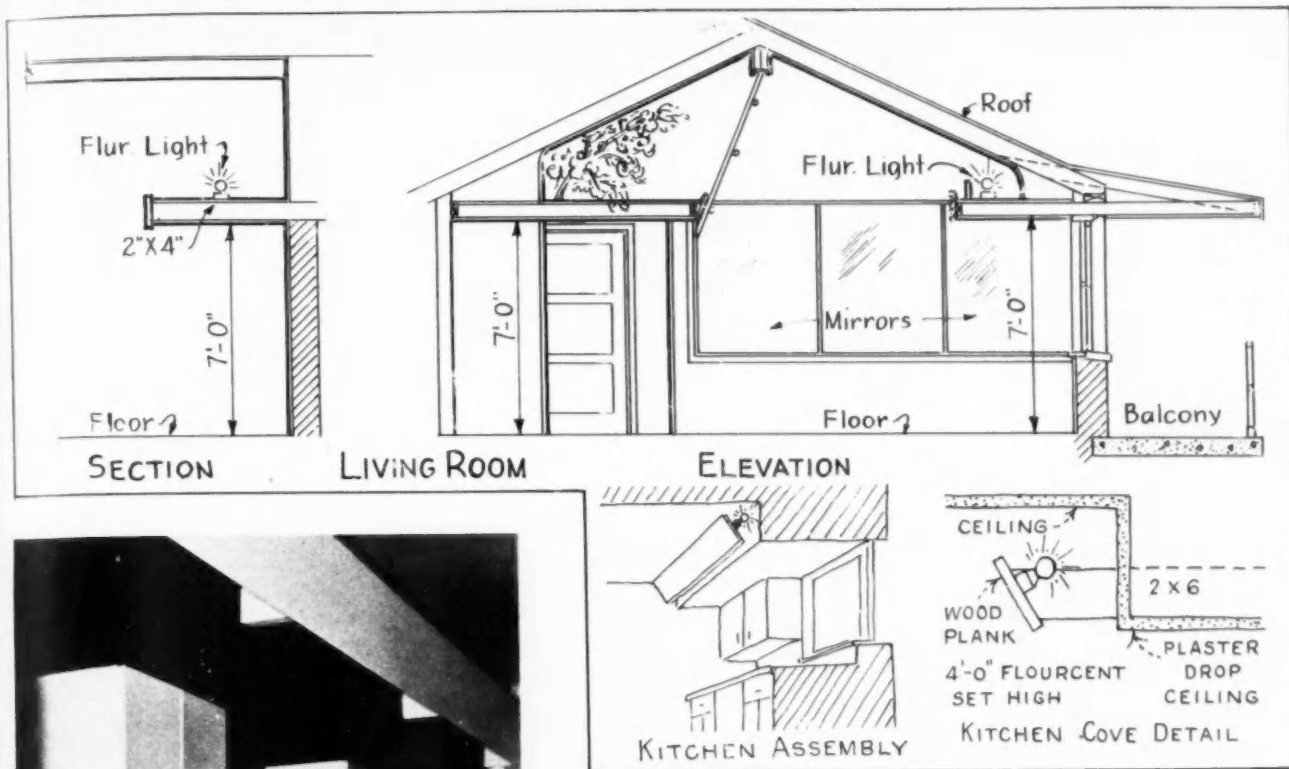 Flur. Light
2"X4"
7'-0"
Floor
SECTION
LIVING ROOM
ELEVATION
Roof
Flur. Light
7'-0"
Mirrors
7'-0"
Floor
Balcony
KITCHEN ASSEMBLY
CEILING
2 X 6
WOOD
PLANK
4'-0" FLOURCENT
SET HIGH
PLASTER
DROP
CEILING
KITCHEN COVE DETAIL